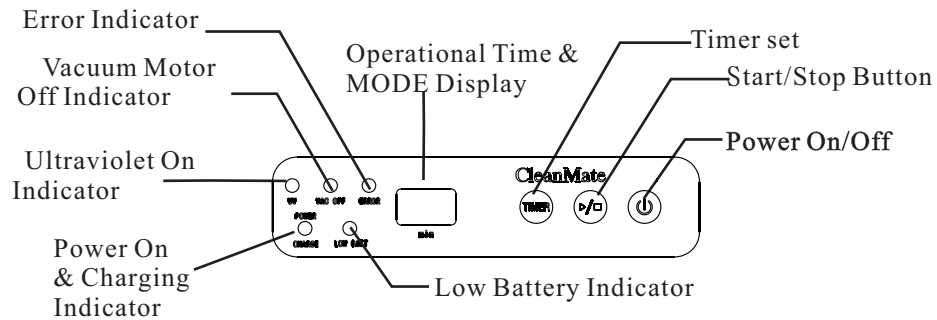 Error Indicator
Vacuum Motor
Off Indicator
Operational Time &
MODE Display
Timer set
Start/Stop Button
Power On/Off
Ultraviolet On
Indicator
CleanMate
UV
VAC OFF
ERROR
TIMER
POWER
CHARGE
LOW BATT
min
Power On
& Charging
Indicator
Low Battery Indicator